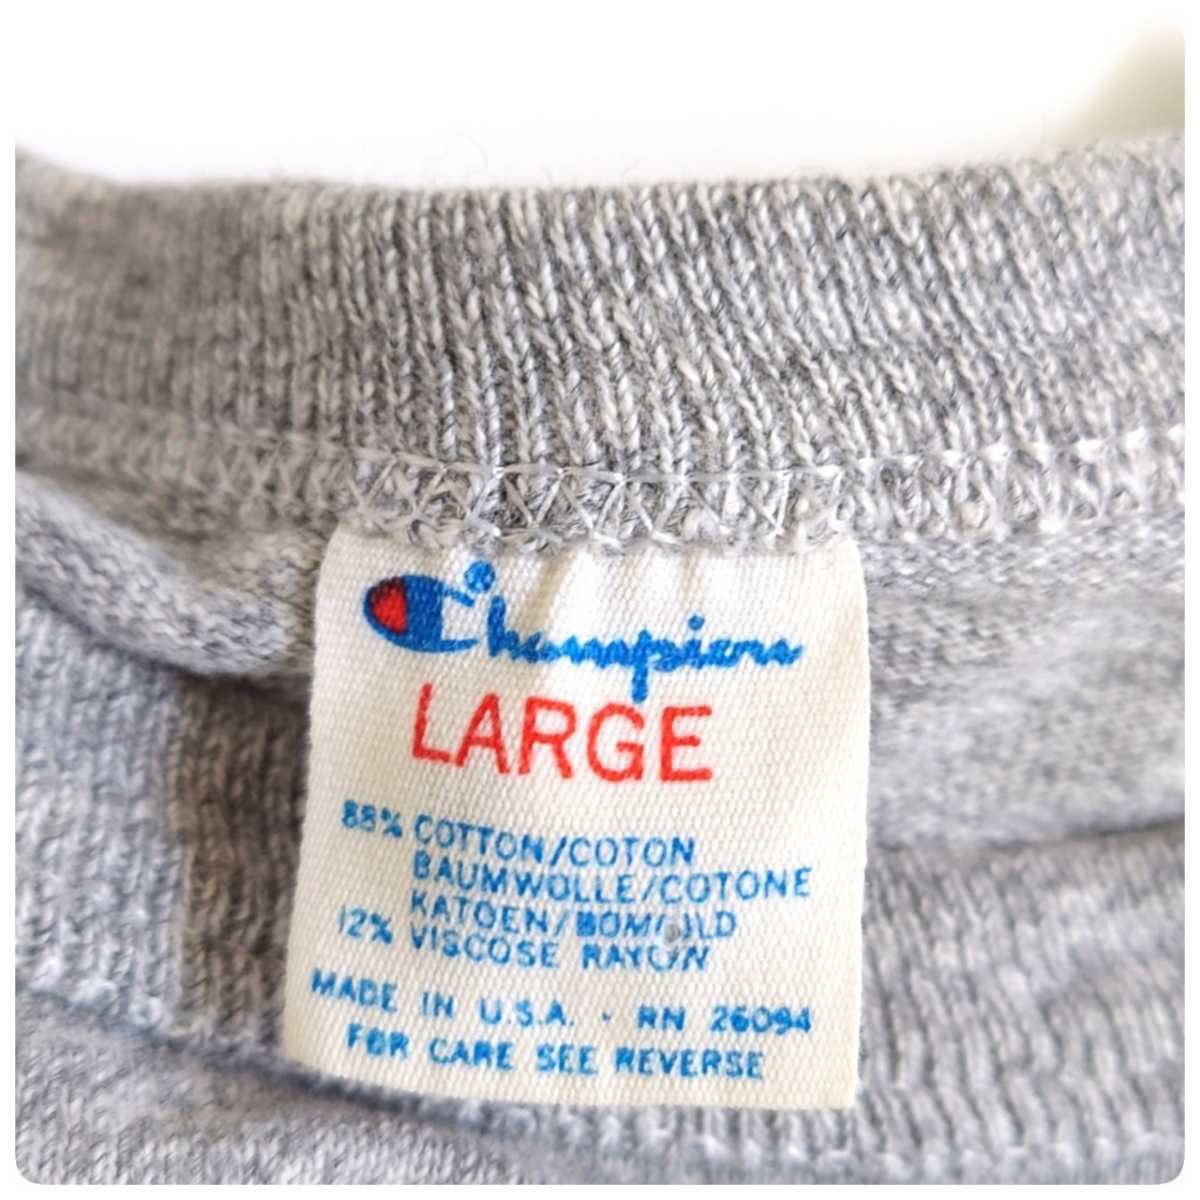 Champion
LARGE
88% COTTON/COTON
BAUMWOLLE/COTONE
KATOEN/BOMULD
12% VISCOSE RAYON
MADE IN U.S.A. · RN 26094
FOR CARE SEE REVERSE